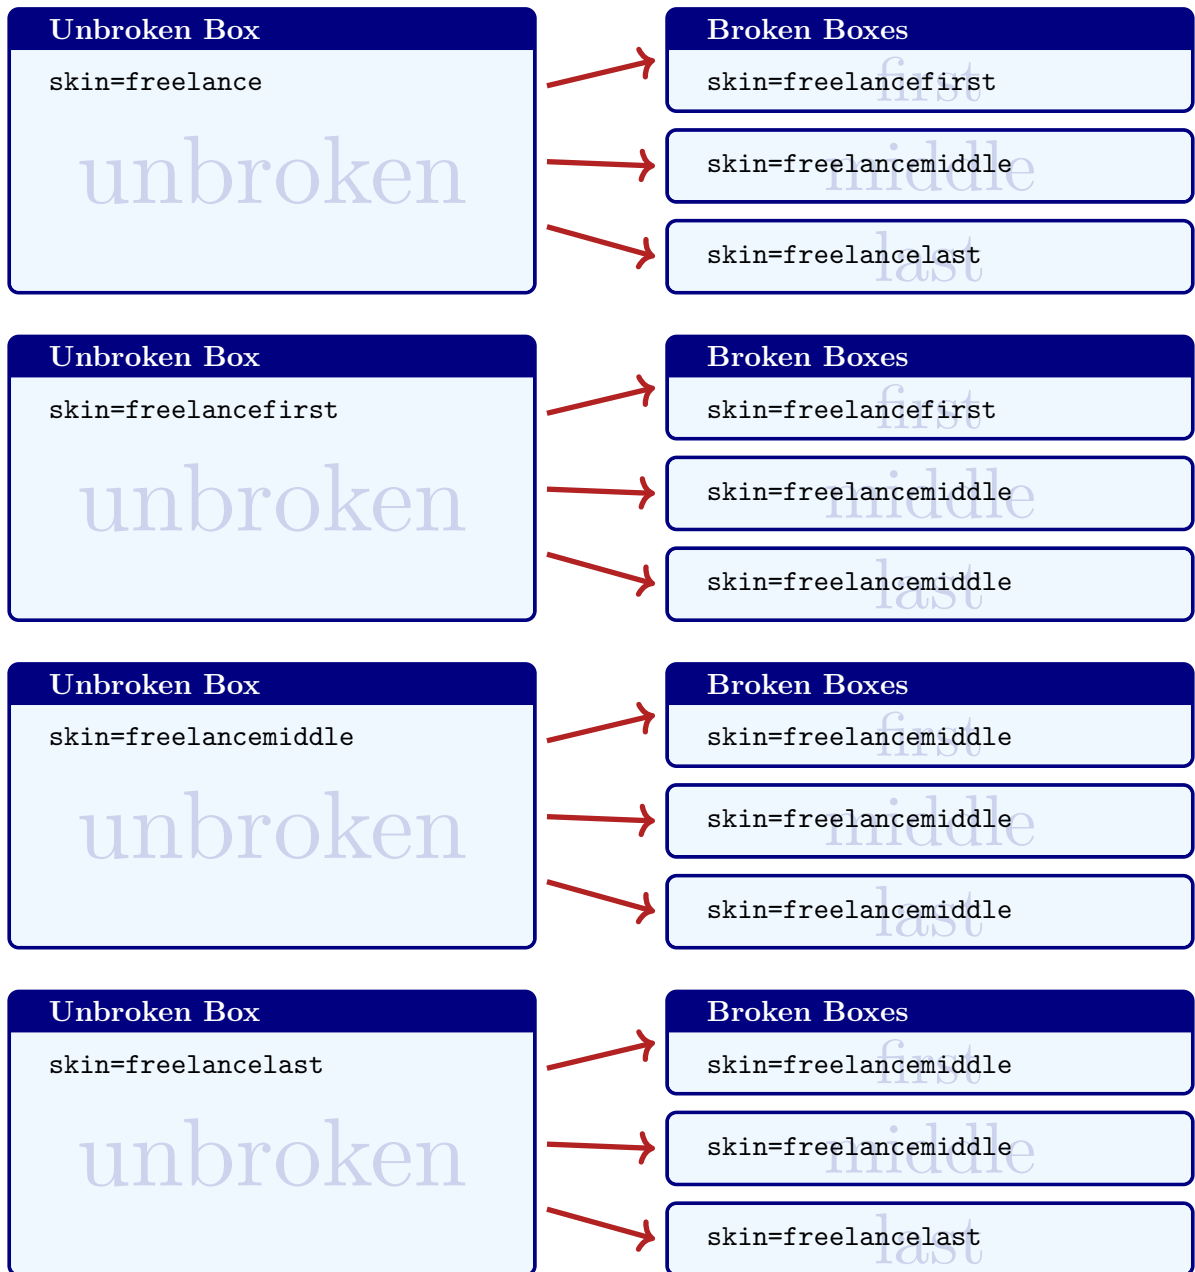 Unbroken Box
skin=freelance
unbroken
Broken Boxes
first
skin=freelancefirst
middle
skin=freelancemiddle
last
skin=freelancelast
Unbroken Box
skin=freelancefirst
unbroken
Broken Boxes
first
skin=freelancefirst
middle
skin=freelancemiddle
last
skin=freelancemiddle
Unbroken Box
skin=freelancemiddle
unbroken
Broken Boxes
first
skin=freelancemiddle
middle
skin=freelancemiddle
last
skin=freelancemiddle
Unbroken Box
skin=freelancelast
unbroken
Broken Boxes
first
skin=freelancemiddle
middle
skin=freelancemiddle
last
skin=freelancelast